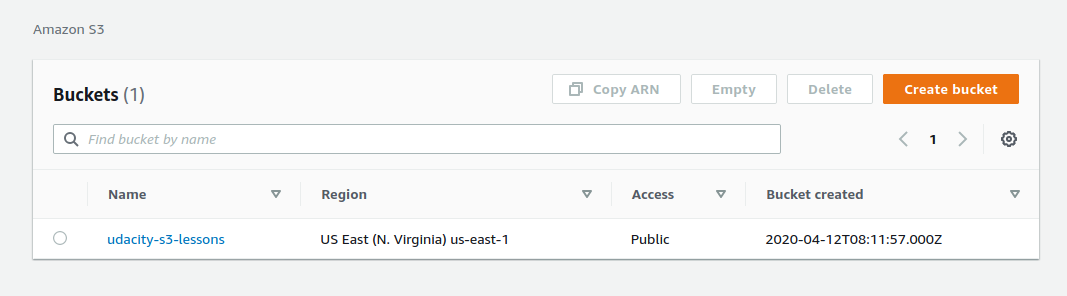 Amazon S3
Buckets (1) Copy ARN Empty Delete Create bucket
Find bucket by name 1
Name Region Access Bucket created
udacity-s3-lessons US East (N. Virginia) us-east-1 Public 2020-04-12T08:11:57.000Z